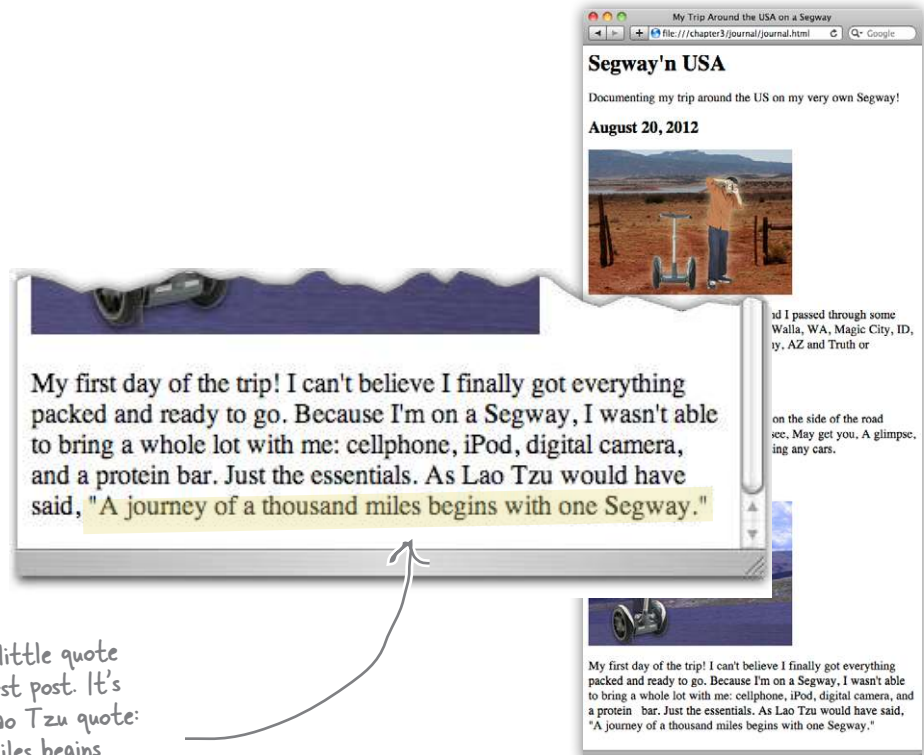 My Trip Around the USA on a Segway
file:///chapter3/journal/journal.html
Google
Segway'n USA
Documenting my trip around the US on my very own Segway!
August 20, 2012
I passed through some
Walla, WA, Magic City, ID,
AZ and Truth or
on the side of the road
May get you, A glimpse,
any cars.
My first day of the trip! I can't believe I finally got everything
packed and ready to go. Because I'm on a Segway, I wasn't able
to bring a whole lot with me: cellphone, iPod, digital camera,
and a protein bar. Just the essentials. As Lao Tzu would have
said, "A journey of a thousand miles begins with one Segway."
little quote
st post. It's
ao Tzu quote:
iles begins
My first day of the trip! I can't believe I finally got everything
packed and ready to go. Because I'm on a Segway, I wasn't able
to bring a whole lot with me: cellphone, iPod, digital camera, and
a protein bar. Just the essentials. As Lao Tzu would have said,
"A journey of a thousand miles begins with one Segway."